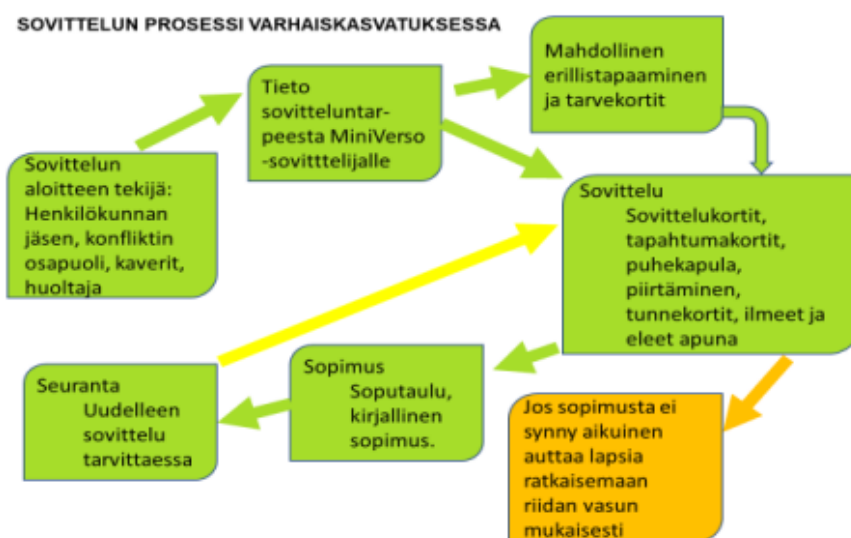 SOVITTELUN PROSESSI VARHAISKASVATUKSESSA
Sovittelun
aloitteen tekijä:
Henkilökunnan
jäsen, konfliktin
osapuoli, kaverit,
huoltaja
Tieto
sovitteluntar-
peesta MiniVerso
-sovitttelijalle
Mahdollinen
erillistapaaminen
ja tarvekortit
Sovittelu
Sovittelukortit,
tapahtumakortit,
puhekapula,
piirtäminen,
tunnekortit, ilmeet ja
eleet apuna
Sopimus
Soputaulu,
kirjallinen
sopimus.
Seuranta
Uudelleen
sovittelu
tarvittaessa
Jos sopimusta ei
synny aikuinen
auttaa lapsia
ratkaisemaan
riidan vasun
mukaisesti